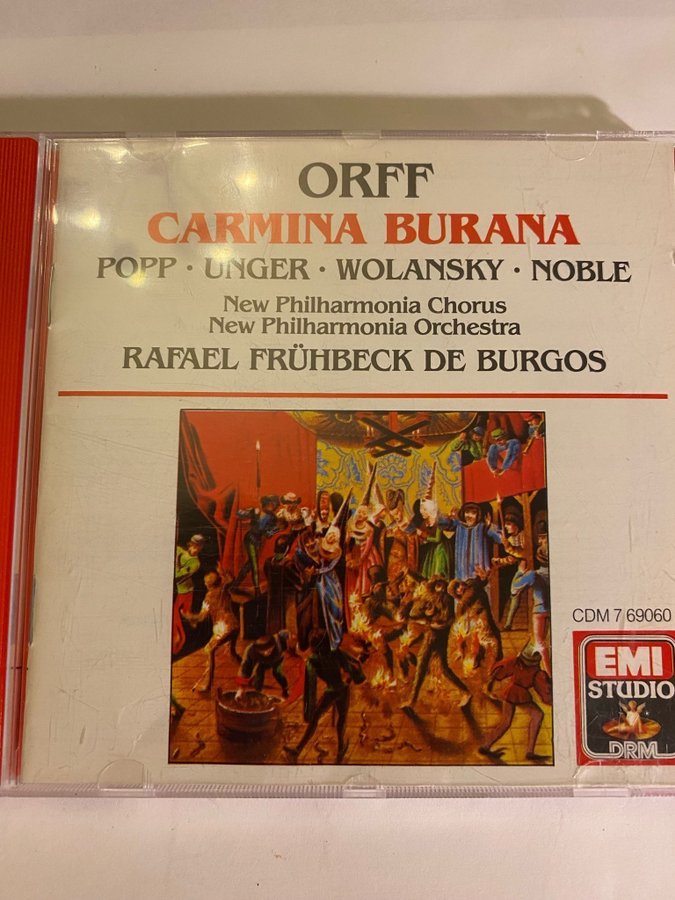 ORFF
CARMINA BURANA
POPP · UNGER · WOLANSKY · NOBLE
New Philharmonia Chorus
New Philharmonia Orchestra
RAFAEL FRÜHBECK DE BURGOS
CDM 7 69060
EMI
STUDIO
DRM